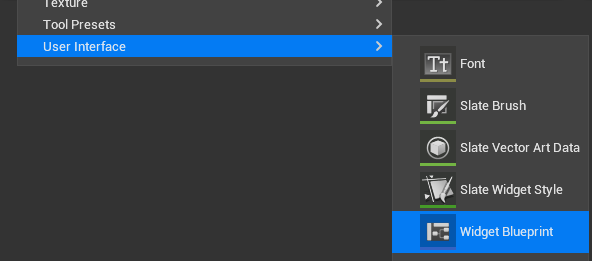 Texture
Tool Presets
User Interface
Font
Slate Brush
Slate Vector Art Data
Slate Widget Style
Widget Blueprint